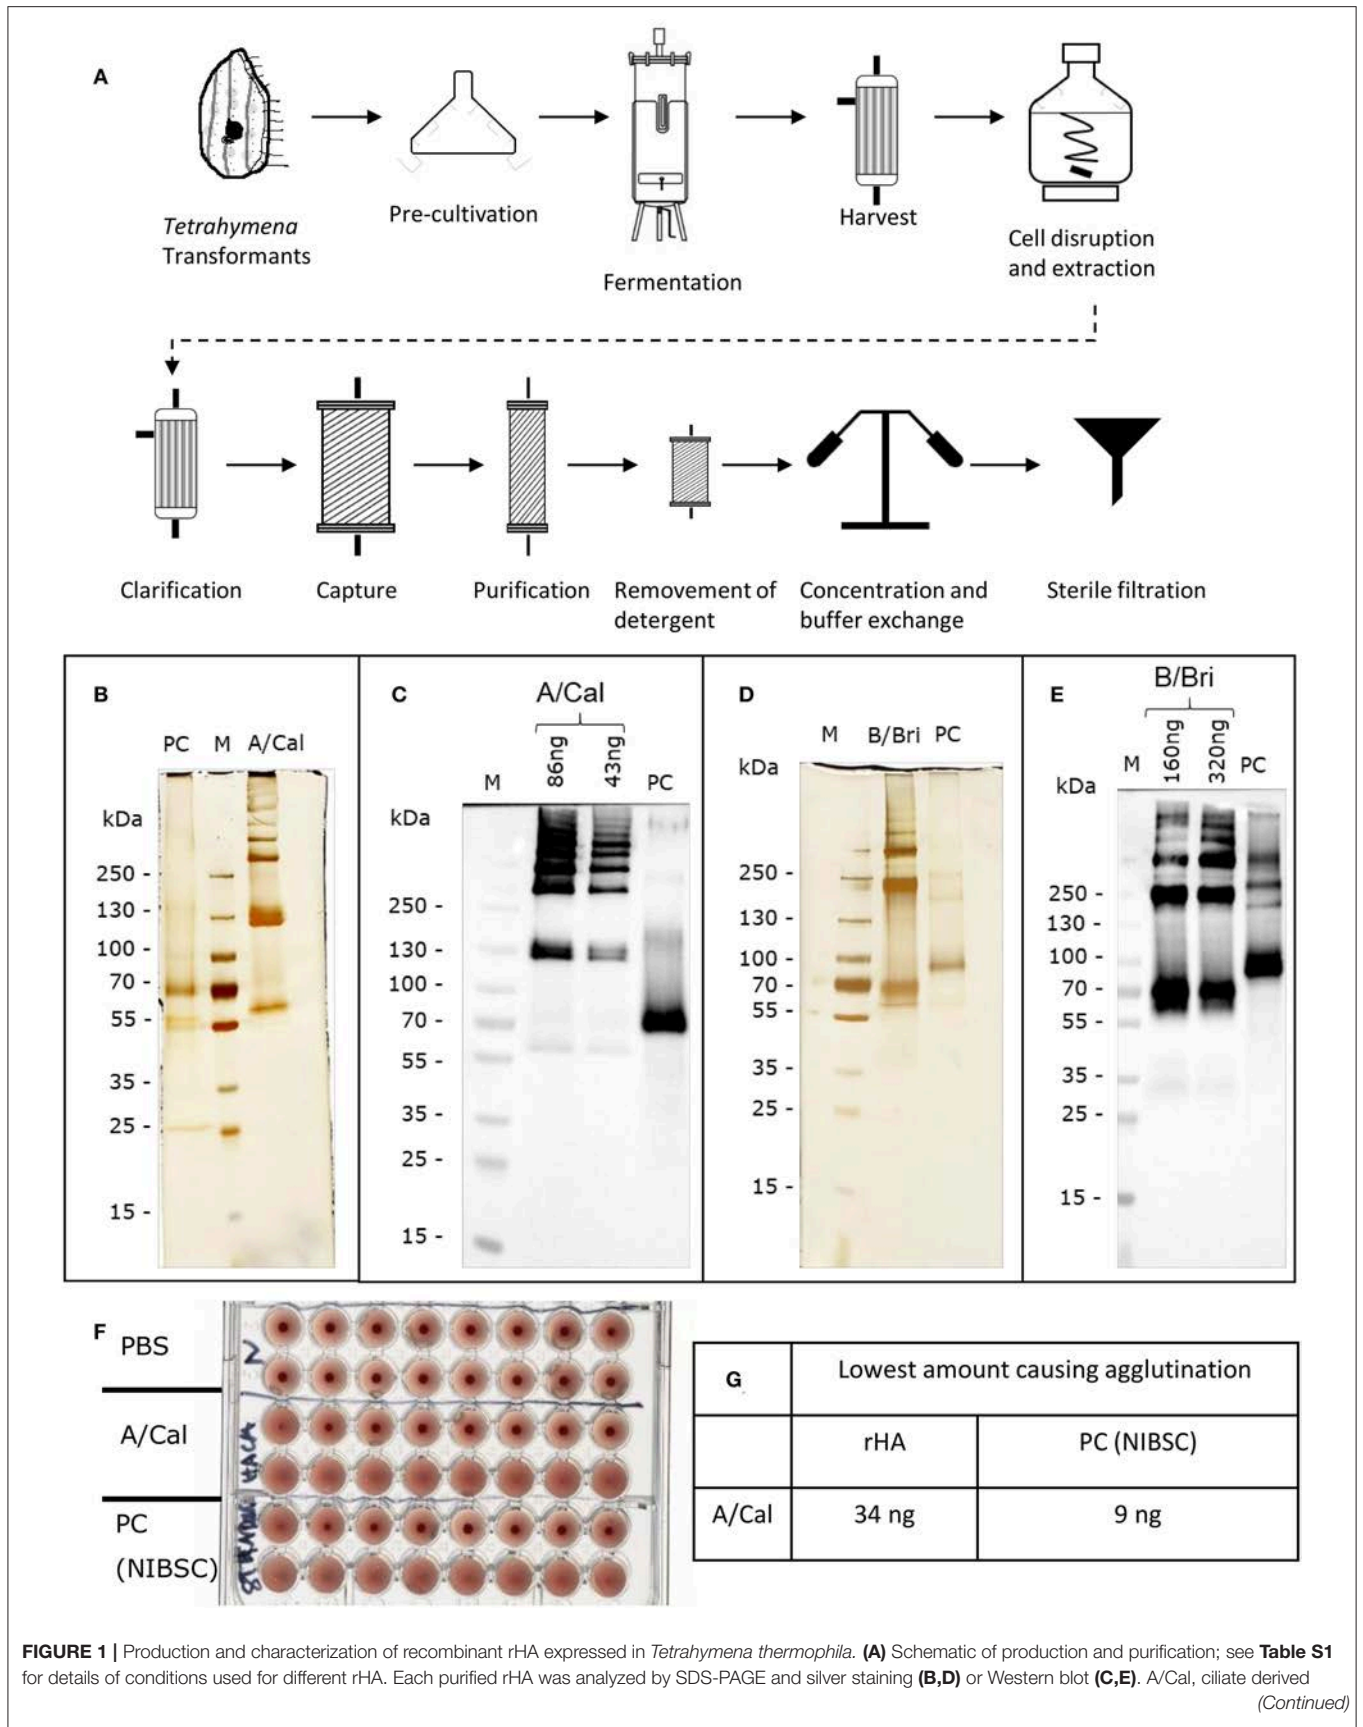 A
Tetrahymena
Transformants
Pre-cultivation
Fermentation
Harvest
Cell disruption
and extraction
Clarification
Capture
Purification
Removement of
detergent
Concentration and
buffer exchange
Sterile filtration
B
PC M A/Cal
kDa
250 -
130 -
100 -
70 -
55 -
35 -
25 -
15 -
C
A/Cal
M
86ng
43ng
PC
kDa
250 -
130 -
100 -
70 -
55 -
35 -
25 -
15 -
D
M B/Bri PC
kDa
250 -
130 -
100 -
70 -
55 -
35 -
25 -
15 -
E
B/Bri
M
160ng
320ng
PC
kDa
250 -
130 -
100 -
70 -
55 -
35 -
25 -
15 -
F
PBS
A/Cal
PC
(NIBSC)
G
Lowest amount causing agglutination
rHA PC (NIBSC)
A/Cal 34 ng 9 ng
FIGURE 1 | Production and characterization of recombinant rHA expressed in Tetrahymena thermophila. (A) Schematic of production and purification; see Table S1
for details of conditions used for different rHA. Each purified rHA was analyzed by SDS-PAGE and silver staining (B,D) or Western blot (C,E). A/Cal, ciliate derived
(Continued)